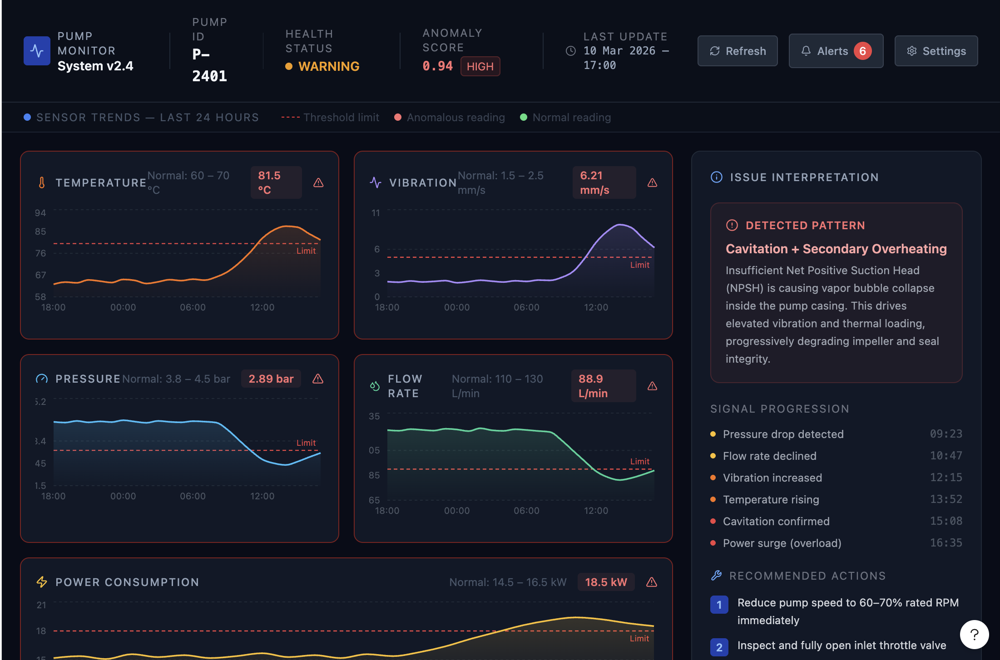 PUMP
MONITOR
System v2.4
PUMP
ID
P–
2401
HEALTH
STATUS
WARNING
ANOMALY
SCORE
0.94 HIGH
LAST UPDATE
10 Mar 2026 –
17:00
Refresh
Alerts 6
Settings
SENSOR TRENDS — LAST 24 HOURS
Threshold limit
Anomalous reading
Normal reading
TEMPERATURE
Normal: 60 – 70
°C
81.5
°C
94
85
76
67
58
Limit
18:00 00:00 06:00 12:00
VIBRATION
Normal: 1.5 – 2.5
mm/s
6.21
mm/s
11
6
3
0
Limit
18:00 00:00 06:00 12:00
PRESSURE
Normal: 3.8 – 4.5 bar
2.89 bar
5.2
3.4
45
1.5
Limit
18:00 00:00 06:00 12:00
FLOW
RATE
Normal: 110 – 130
L/min
88.9
L/min
35
05
85
65
Limit
18:00 00:00 06:00 12:00
POWER CONSUMPTION
Normal: 14.5 – 16.5 kW
18.5 kW
21
18
15
Limit
ISSUE INTERPRETATION
DETECTED PATTERN
Cavitation + Secondary Overheating
Insufficient Net Positive Suction Head
(NPSH) is causing vapor bubble collapse
inside the pump casing. This drives
elevated vibration and thermal loading,
progressively degrading impeller and seal
integrity.
SIGNAL PROGRESSION
Pressure drop detected 09:23
Flow rate declined 10:47
Vibration increased 12:15
Temperature rising 13:52
Cavitation confirmed 15:08
Power surge (overload) 16:35
RECOMMENDED ACTIONS
1 Reduce pump speed to 60–70% rated RPM
immediately
2 Inspect and fully open inlet throttle valve
?